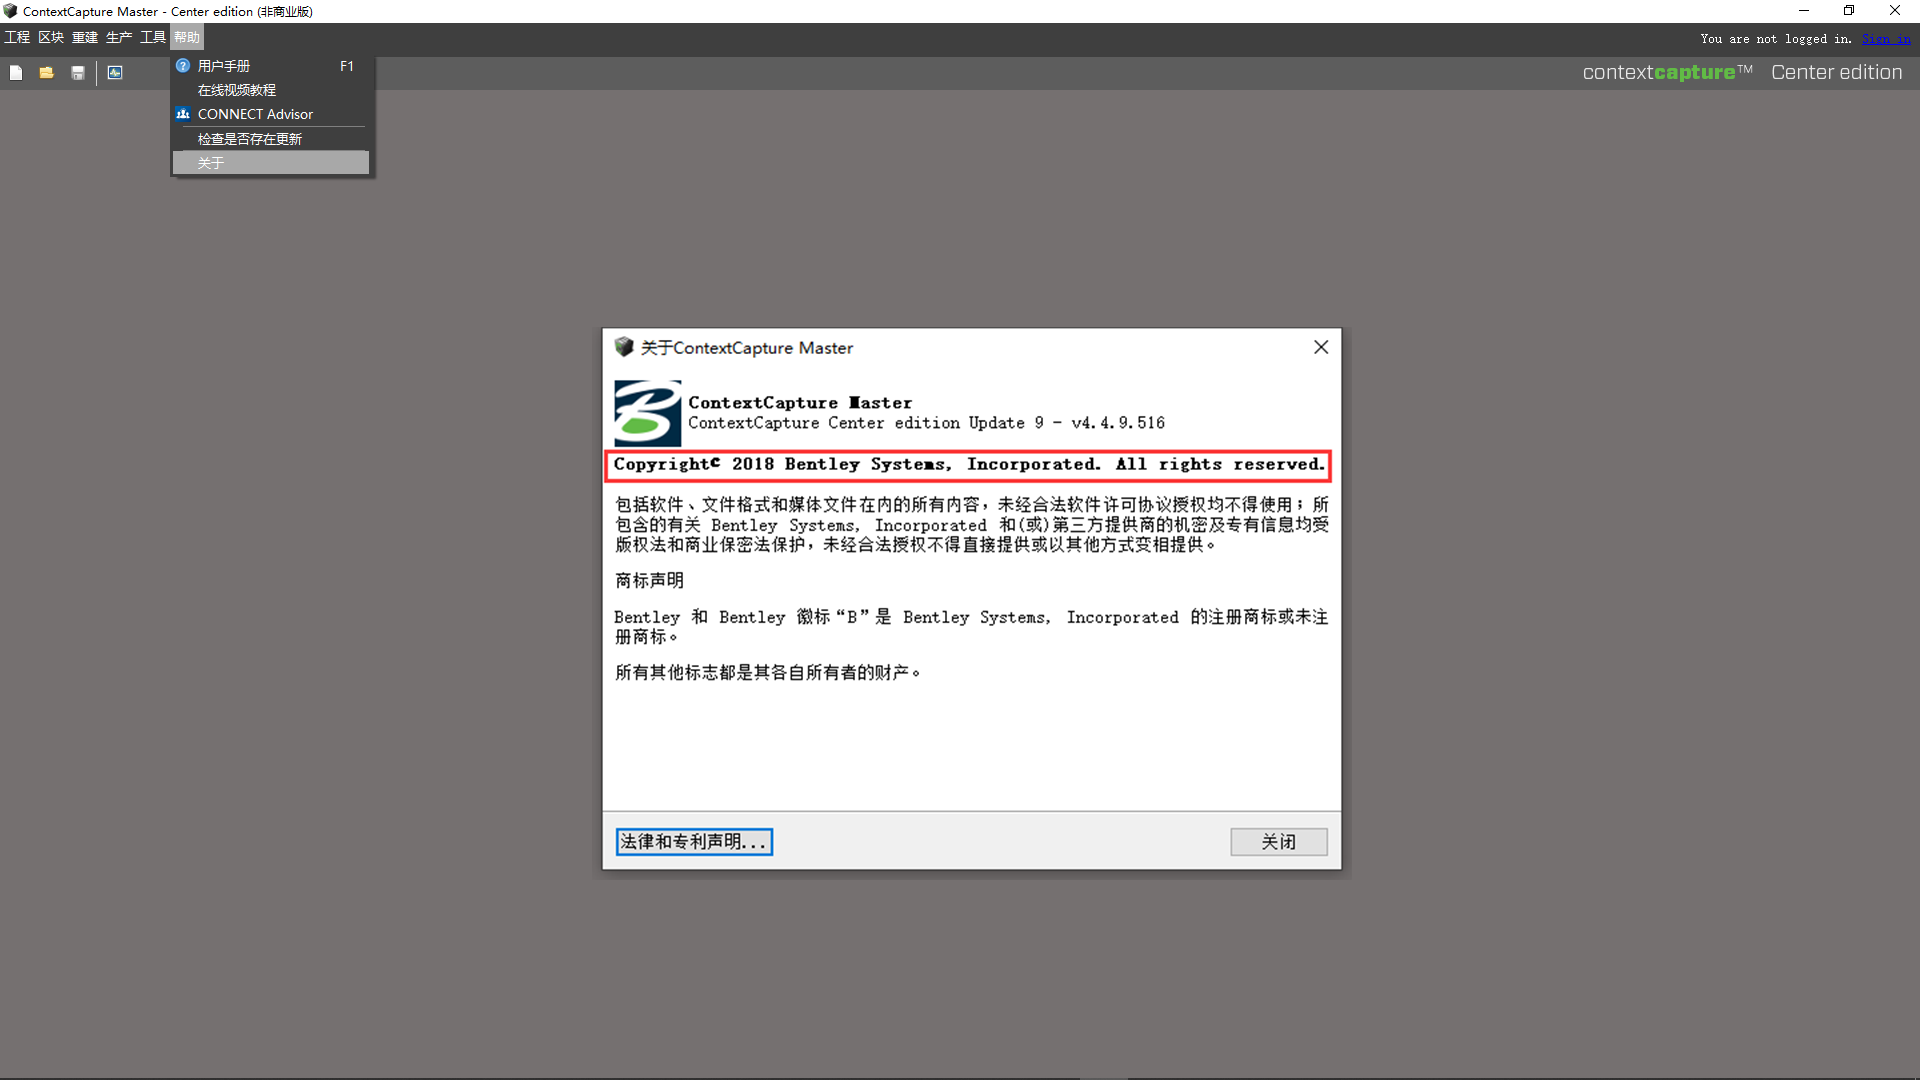 ContextCapture Master - Center edition (非商业版)
工程 区块 重建 生产 工具 帮助
You are not logged in. Sign in
contextcapture™ Center edition
用户手册 F1
在线视频教程
CONNECT Advisor
检查是否存在更新
关于
关于ContextCapture Master
ContextCapture Master
ContextCapture Center edition Update 9 - v4.4.9.516
Copyright© 2018 Bentley Systems, Incorporated. All rights reserved.
包括软件、文件格式和媒体文件在内的所有内容，未经合法软件许可协议授权均不得使用；所
包含的有关 Bentley Systems, Incorporated 和(或)第三方提供商的机密及专有信息均受
版权法和商业保密法保护，未经合法授权不得直接提供或以其他方式变相提供。
商标声明
Bentley 和 Bentley 徽标“B”是 Bentley Systems, Incorporated 的注册商标或未注
册商标。
所有其他标志都是其各自所有者的财产。
法律和专利声明...
关闭